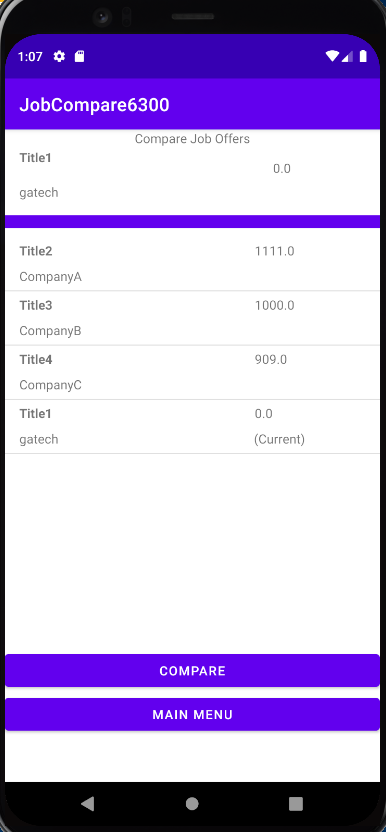 1:07
JobCompare6300
Compare Job Offers
Title1
0.0
gatech
Title2 1111.0
CompanyA
Title3 1000.0
CompanyB
Title4 909.0
CompanyC
Title1 0.0
gatech (Current)
COMPARE
MAIN MENU